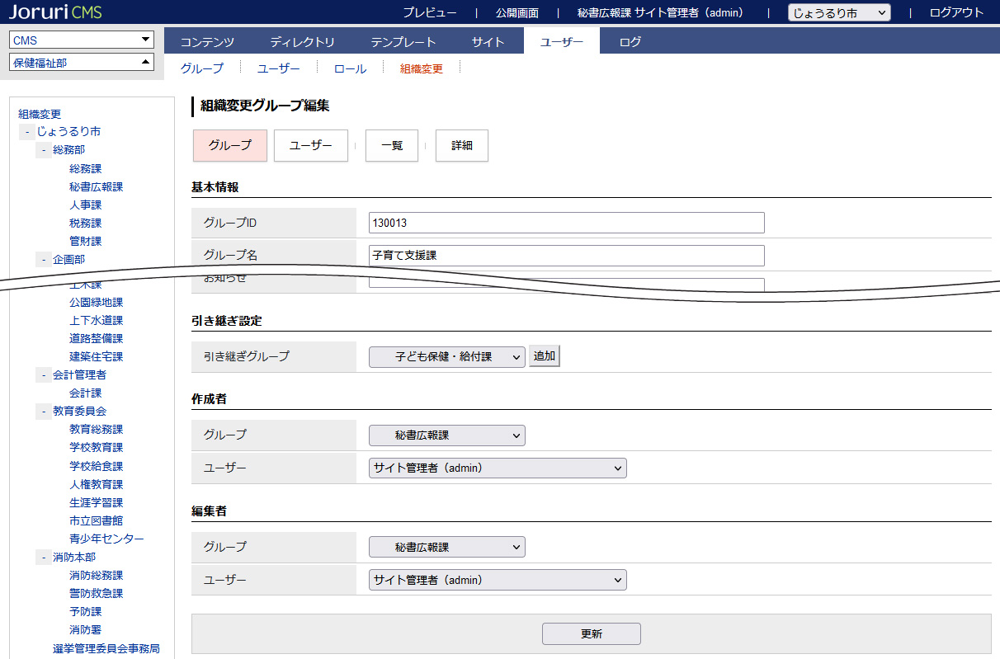 Joruri CMS
プレビュー | 公開画面 | 秘書広報課 サイト管理者（admin） | じょうるり市 | ログアウト
CMS
保健福祉部
コンテンツ ディレクトリ テンプレート サイト ユーザー ログ
グループ ユーザー ロール 組織変更
組織変更
- じょうるり市
- 総務部
総務課
秘書広報課
人事課
税務課
管財課
- 企画部
土木課
公園緑地課
上下水道課
道路整備課
建築住宅課
- 会計管理者
会計課
- 教育委員会
教育総務課
学校教育課
学校給食課
人権教育課
生涯学習課
市立図書館
青少年センター
- 消防本部
消防総務課
警防救急課
予防課
消防署
選挙管理委員会事務局
組織変更グループ編集
グループ ユーザー 一覧 詳細
基本情報
グループID 130013
グループ名 子育て支援課
お知らせ
引き継ぎ設定
引き継ぎグループ 子ども保健・給付課 追加
作成者
グループ 秘書広報課
ユーザー サイト管理者（admin）
編集者
グループ 秘書広報課
ユーザー サイト管理者（admin）
更新